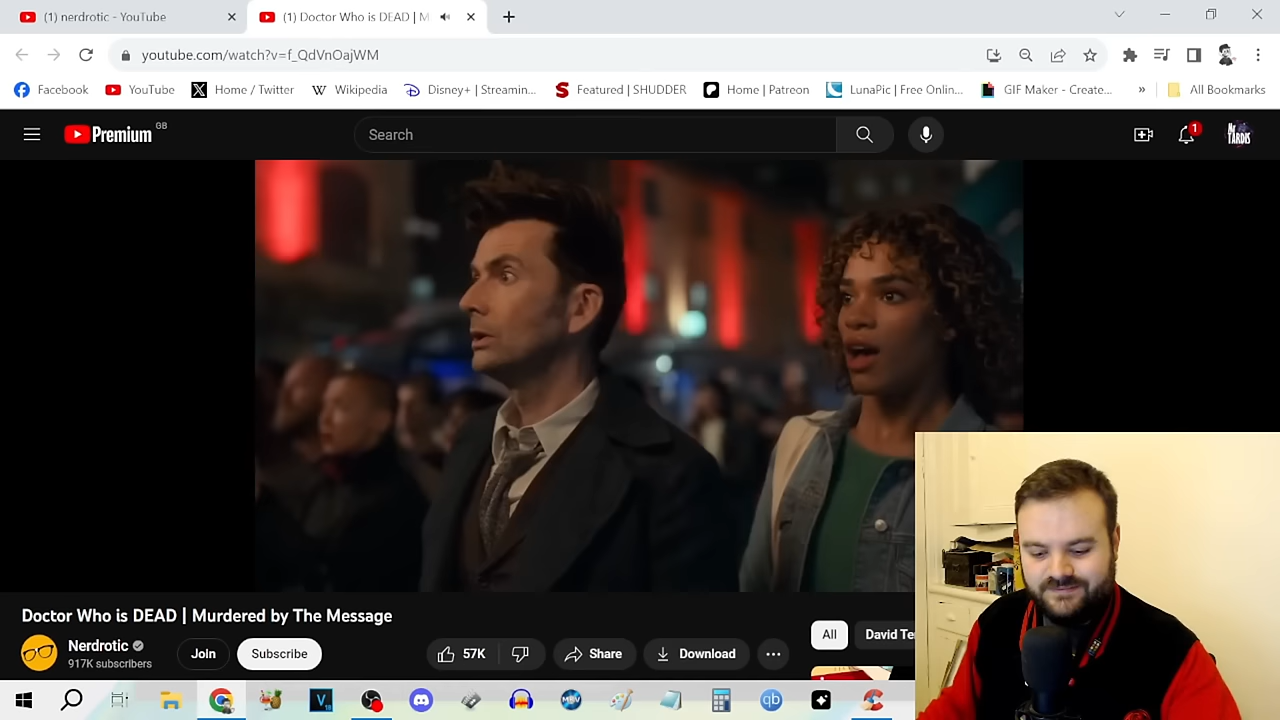 (1) nerdrotic - YouTube
(1) Doctor Who is DEAD | M
youtube.com/watch?v=f_QdVnOajWM
Facebook
YouTube
Home / Twitter
Wikipedia
Disney+ | Streamin...
Featured | SHUDDER
Home | Patreon
LunaPic | Free Onlin...
GIF Maker - Create...
»
All Bookmarks
Premium GB
Search
1
Mr TARDIS
Doctor Who is DEAD | Murdered by The Message
Nerdrotic
917K subscribers
Join
Subscribe
57K
Share
Download
All
David Te